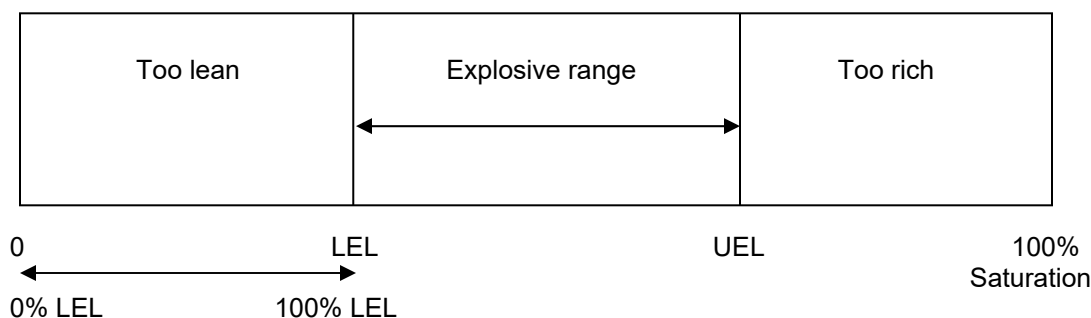 Too lean
Explosive range
Too rich
0
LEL
UEL
100%
Saturation
0% LEL
100% LEL